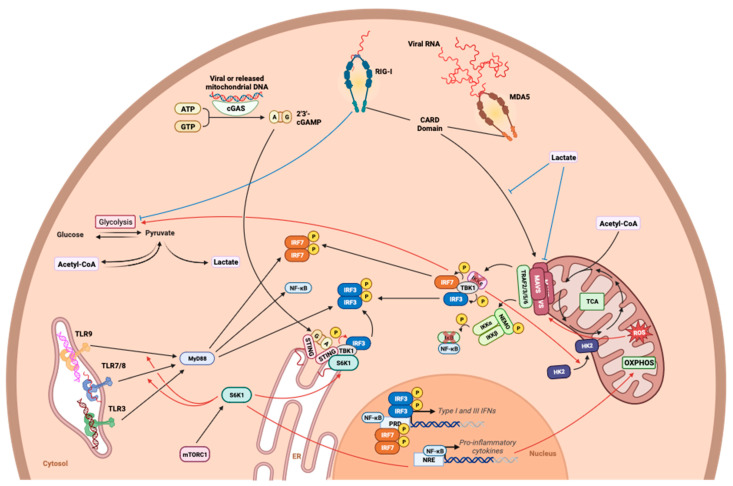 Viral RNA
RIG-I
Viral or released
mitochondrial DNA
cGAS
MDA5
ATP
GTP
A
G
2'3'-
cGAMP
CARD
Domain
Lactate
Glycolysis
Glucose
Pyruvate
Acetyl-CoA
Lactate
Acetyl-CoA
IRF7
IRF7
P
P
NF-κB
IRF3
IRF3
P
P
IRF7
P
TBK1
IRF3
P
TRAF2/3/5/6
MAVS
TCA
ROS
HK2
HK2
OXPHOS
IKKα
IKKβ
NEMO
P
P
IκB
NF-κB
TLR9
TLR7/8
TLR3
MyD88
STING
STING
G
A
P
IRF3
TBK1
S6K1
S6K1
mTORC1
ER
Cytosol
IRF3
IRF3
P
P
NF-κB
PRD
IRF7
IRF7
P
P
Type I and III IFNs
NF-κB
NRE
Pro-inflammatory
cytokines
Nucleus